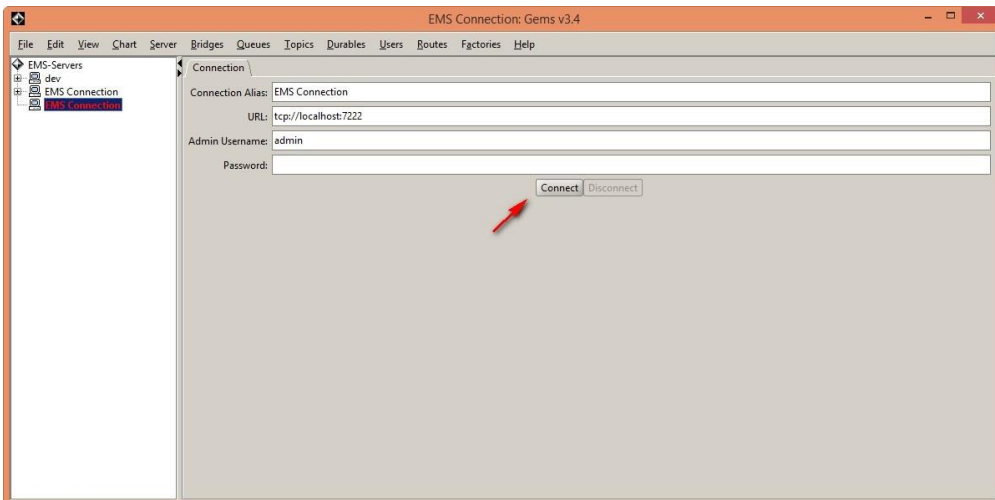 EMS Connection: Gems v3.4
File Edit View Chart Server Bridges Queues Topics Durables Users Routes Factories Help
EMS-Servers
dev
EMS Connection
EMS Connection
Connection
Connection Alias: EMS Connection
URL: tcp://localhost:7222
Admin Username: admin
Password:
Connect Disconnect